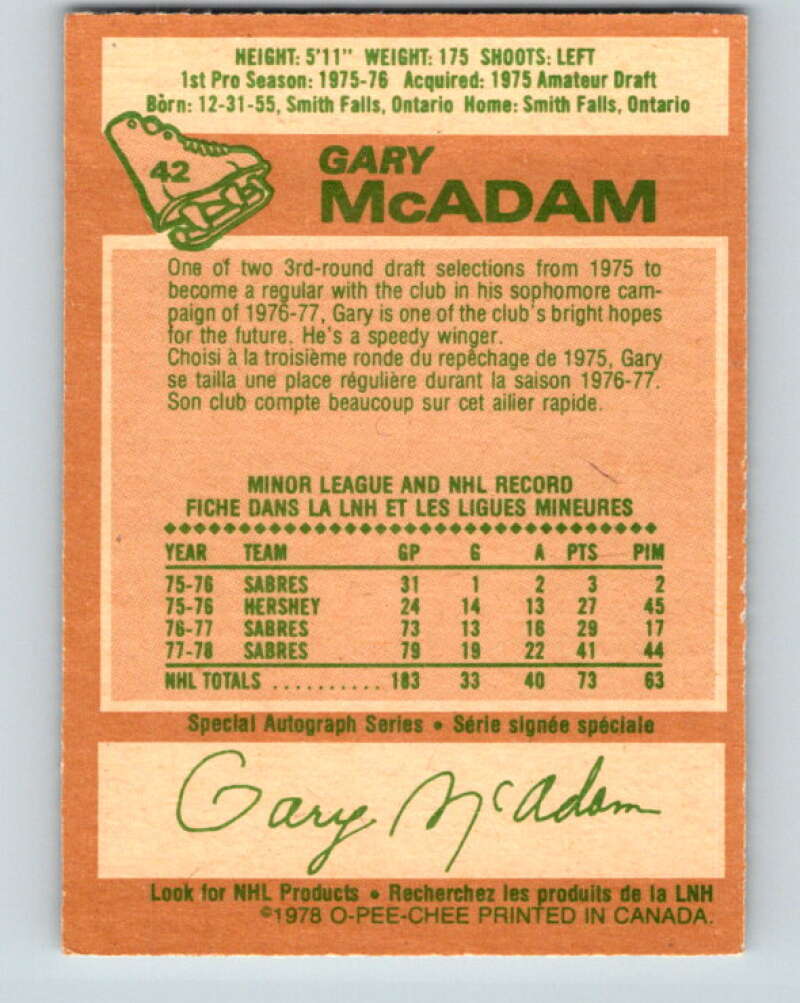 HEIGHT: 5'11" WEIGHT: 175 SHOOTS: LEFT
1st Pro Season: 1975-76 Acquired: 1975 Amateur Draft
Born: 12-31-55, Smith Falls, Ontario Home: Smith Falls, Ontario
42
GARY
McADAM
One of two 3rd-round draft selections from 1975 to
become a regular with the club in his sophomore cam-
paign of 1976-77, Gary is one of the club's bright hopes
for the future. He's a speedy winger.
Choisi à la troisième ronde du repêchage de 1975, Gary
se tailla une place régulière durant la saison 1976-77.
Son club compte beaucoup sur cet ailier rapide.
MINOR LEAGUE AND NHL RECORD
FICHE DANS LA LNH ET LES LIGUES MINEURES
YEAR TEAM GP G A PTS PIM
75-76 SABRES 31 1 2 3 2
75-76 HERSHEY 24 14 13 27 45
76-77 SABRES 73 13 16 29 17
77-78 SABRES 79 19 22 41 44
NHL TOTALS .......... 183 33 40 73 63
Special Autograph Series • Série signée spéciale
Gary McAdam
Look for NHL Products • Recherchez les produits de la LNH
©1978 O-PEE-CHEE PRINTED IN CANADA.